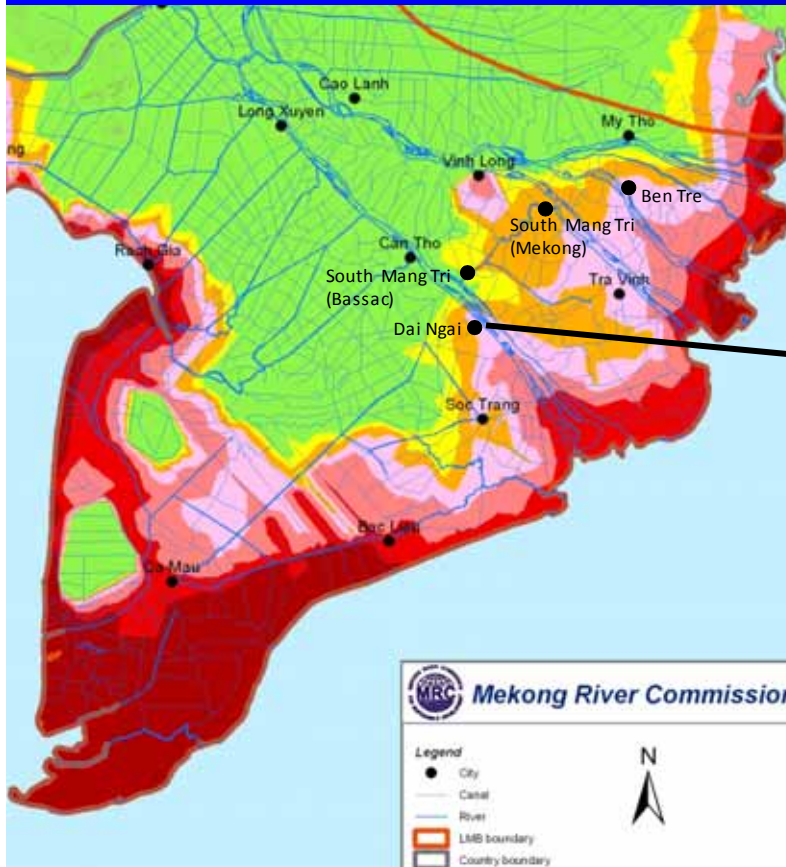 Cao Lanh
Long Xuyen
My Tho
ng
Vinh Long
Ben Tre
South Mang Tri
(Mekong)
Can Tho
Rach Gia
South Mang Tri
(Bassac)
Tra Vinh
Dai Ngai
Soc Trang
Bac Lieu
Ca Mau
MRC
Mekong River Commission
Legend
N
City
Canal
River
LMB boundary
Country boundary